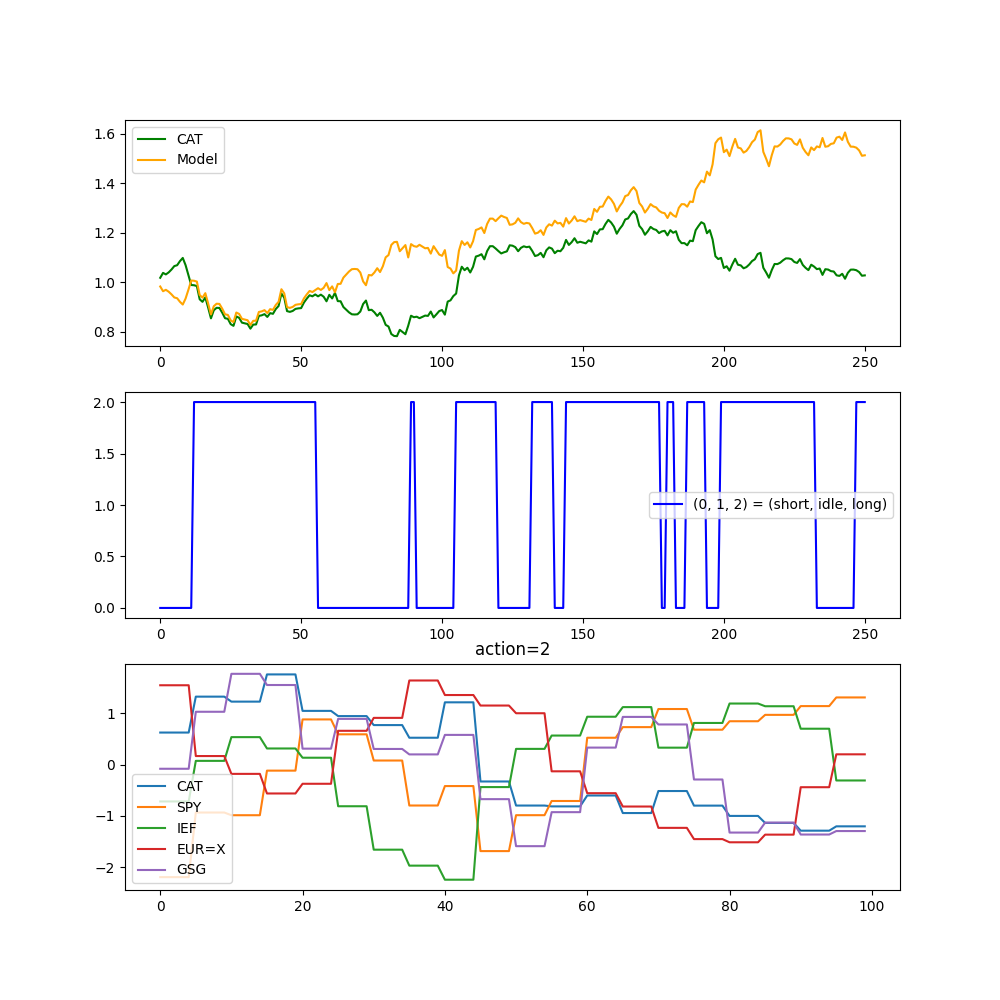 1.6
1.4
1.2
1.0
0.8
CAT
Model
0 50 100 150 200 250
2.0
1.5
1.0
0.5
0.0
(0, 1, 2) = (short, idle, long)
0 50 100 150 200 250
action=2
1
0
−1
−2
CAT
SPY
IEF
EUR=X
GSG
0 20 40 60 80 100